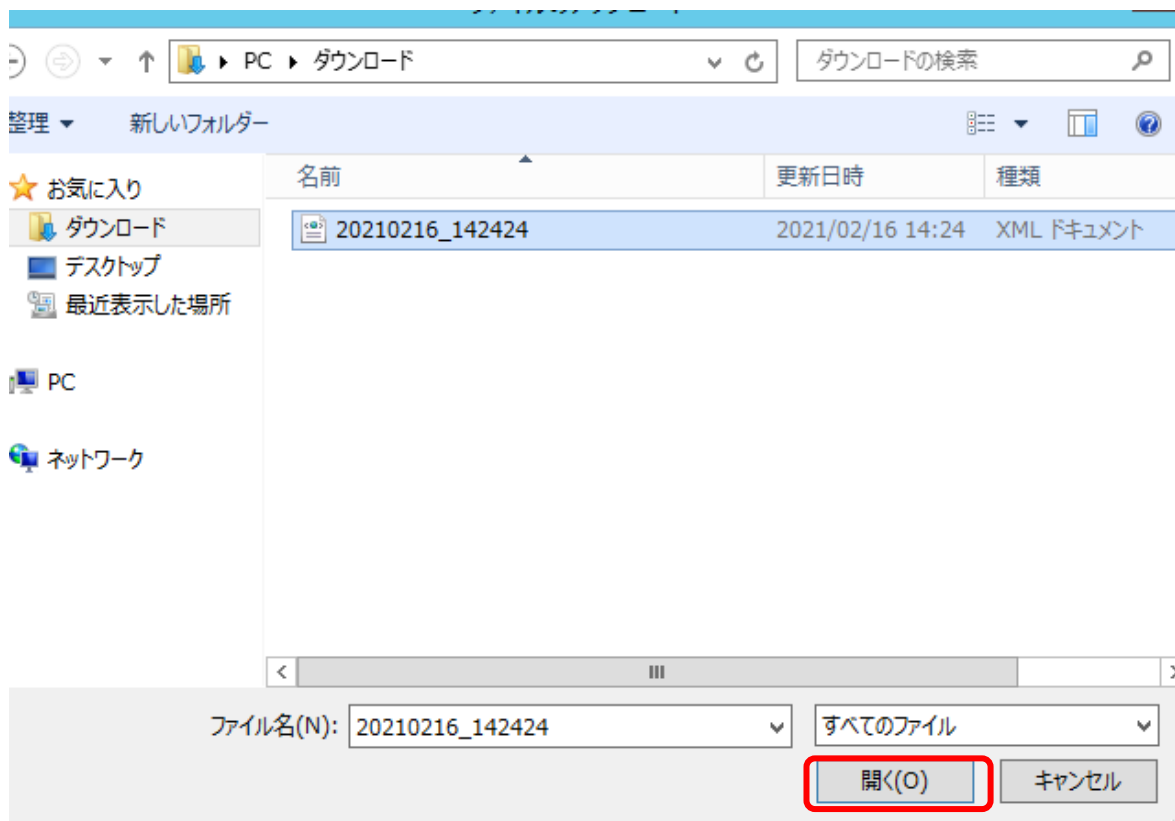 PC ダウンロード ダウンロードの検索
整理 新しいフォルダー
名前 更新日時 種類
お気に入り
ダウンロード 20210216_142424 2021/02/16 14:24 XML ドキュメント
デスクトップ
最近表示した場所
PC
ネットワーク
ファイル名(N): 20210216_142424 すべてのファイル
開く(O) キャンセル